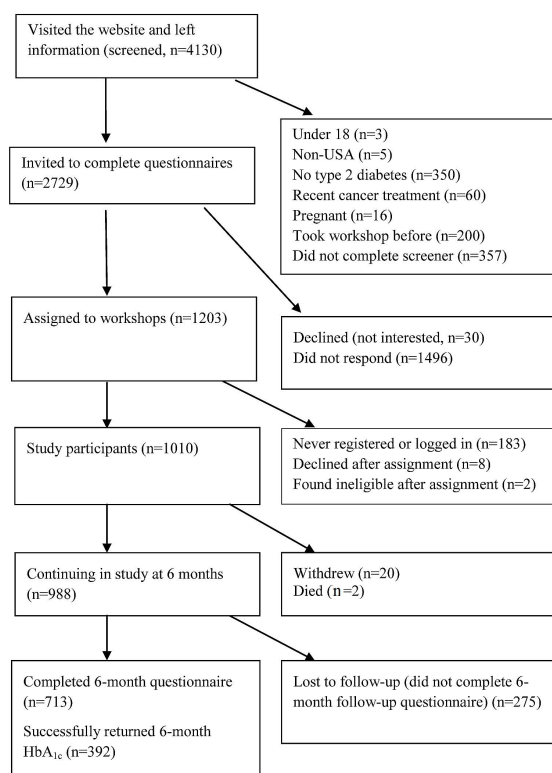 Visited the website and left
information (screened, n=4130)
Under 18 (n=3)
Non-USA (n=5)
No type 2 diabetes (n=350)
Recent cancer treatment (n=60)
Pregnant (n=16)
Took workshop before (n=200)
Did not complete screener (n=357)
Invited to complete questionnaires
(n=2729)
Assigned to workshops (n=1203)
Declined (not interested, n=30)
Did not respond (n=1496)
Study participants (n=1010)
Never registered or logged in (n=183)
Declined after assignment (n=8)
Found ineligible after assignment (n=2)
Continuing in study at 6 months
(n=988)
Withdrew (n=20)
Died (n=2)
Completed 6-month questionnaire
(n=713)
Successfully returned 6-month
HbA1c (n=392)
Lost to follow-up (did not complete 6-
month follow-up questionnaire) (n=275)